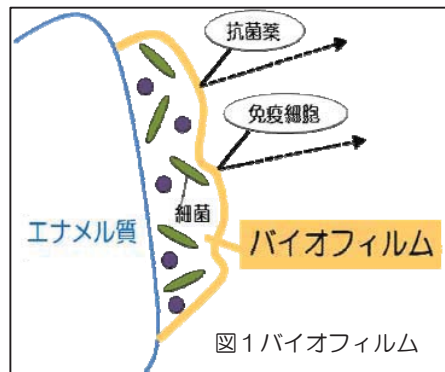 抗菌薬
免疫細胞
細菌
エナメル質
バイオフィルム
図1バイオフィルム